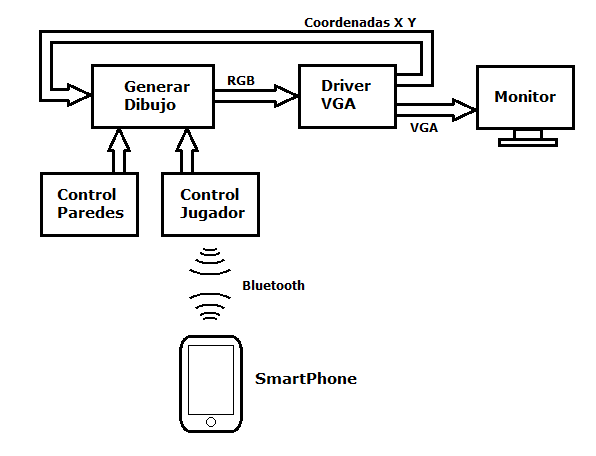 Coordenadas X Y
Generar
Dibujo
RGB
Driver
VGA
VGA
Monitor
Control
Paredes
Control
Jugador
Bluetooth
SmartPhone